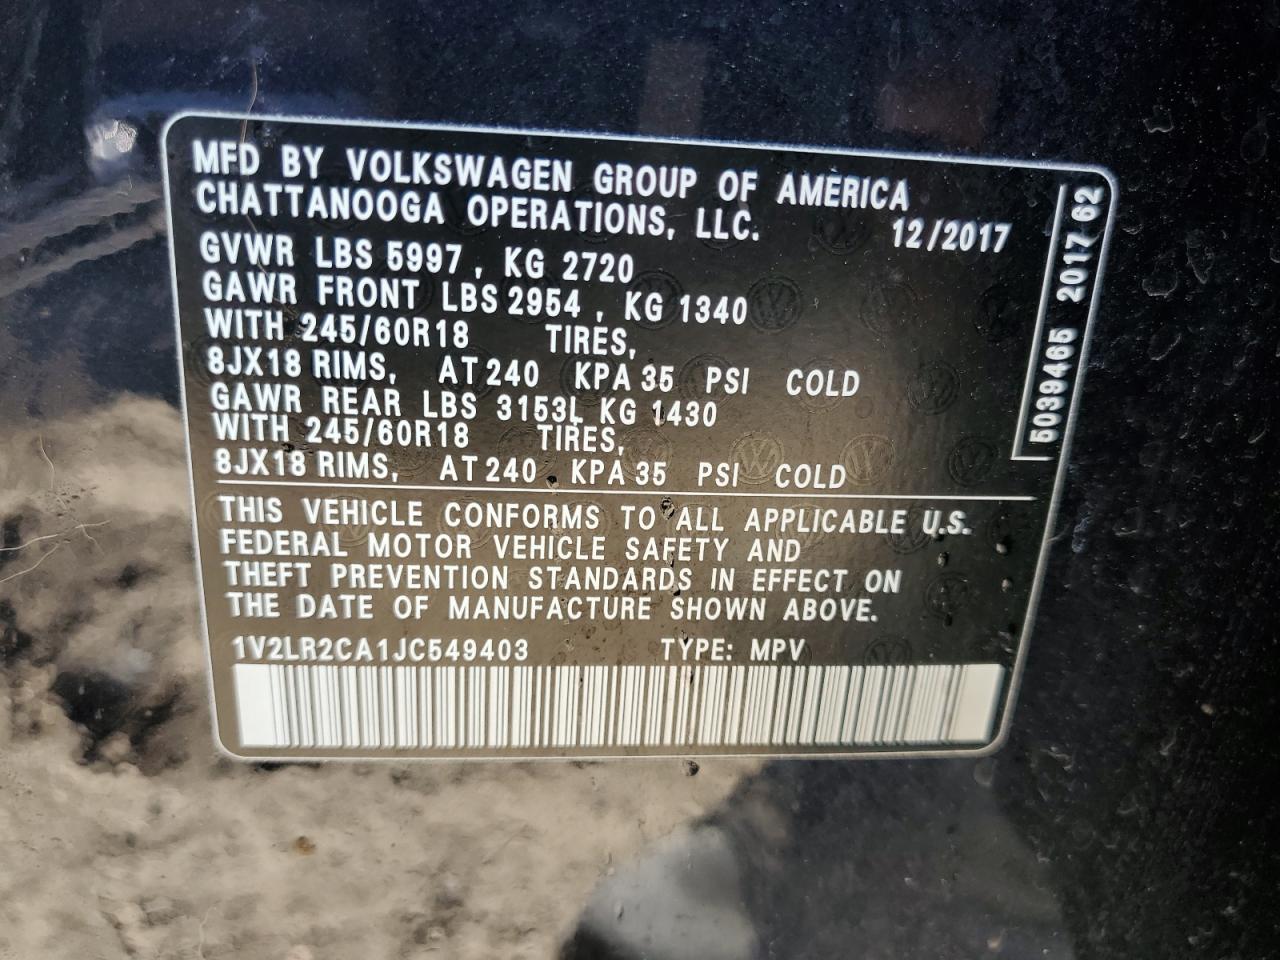 MFD BY VOLKSWAGEN GROUP OF AMERICA
CHATTANOOGA OPERATIONS, LLC. 12/2017
GVWR LBS 5997, KG 2720
GAWR FRONT LBS 2954, KG 1340
WITH 245/60R18 TIRES,
8JX18 RIMS, AT 240 KPA 35 PSI COLD
GAWR REAR LBS 3153L KG 1430
WITH 245/60R18 TIRES,
8JX18 RIMS, AT 240 KPA 35 PSI COLD
THIS VEHICLE CONFORMS TO ALL APPLICABLE U.S.
FEDERAL MOTOR VEHICLE SAFETY AND
THEFT PREVENTION STANDARDS IN EFFECT ON
THE DATE OF MANUFACTURE SHOWN ABOVE.
1V2LR2CA1JC549403 TYPE: MPV
5039465 2017 62